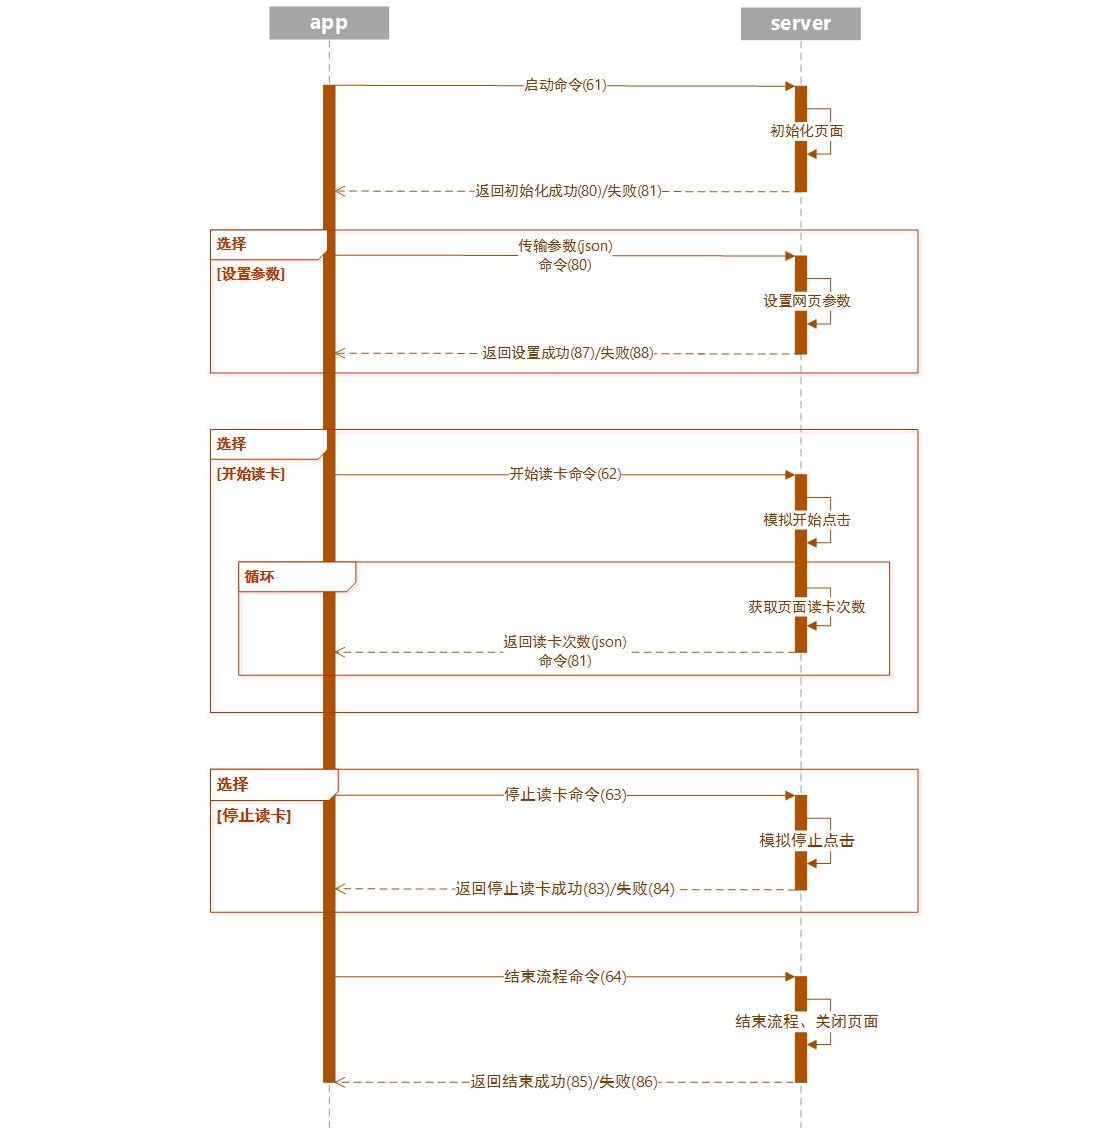 app
server
启动命令(61)
初始化页面
返回初始化成功(80)/失败(81)
选择
[设置参数]
传输参数(json)
命令(80)
设置网页参数
返回设置成功(87)/失败(88)
选择
[开始读卡]
开始读卡命令(62)
模拟开始点击
循环
获取页面读卡次数
返回读卡次数(json)
命令(81)
选择
[停止读卡]
停止读卡命令(63)
模拟停止点击
返回停止读卡成功(83)/失败(84)
结束流程命令(64)
结束流程、关闭页面
返回结束成功(85)/失败(86)